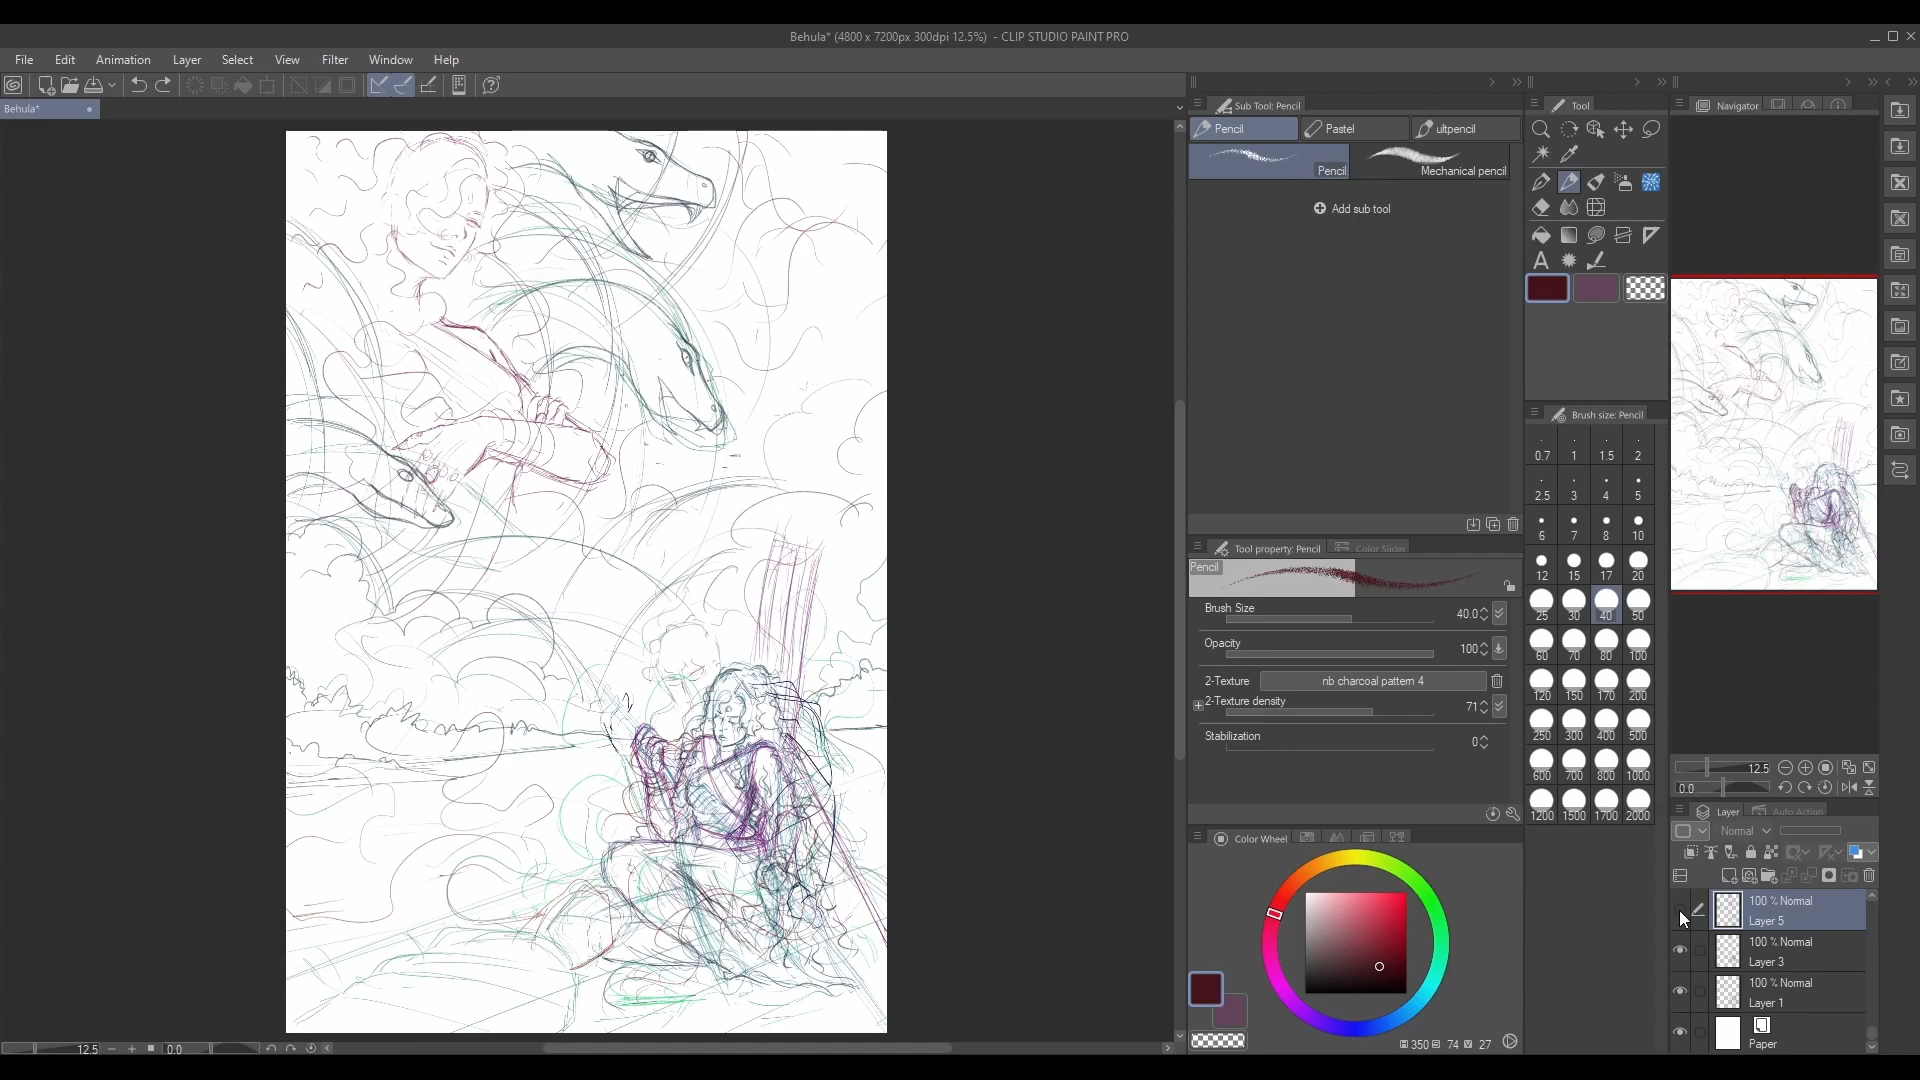 Behula* (4800 x 7200px 300dpi 12.5%) - CLIP STUDIO PAINT PRO
File Edit Animation Layer Select View Filter Window Help
Behula*
Sub Tool: Pencil
Pencil Pastel ultpencil
Pencil Mechanical pencil
Add sub tool
Tool
Navigator
Brush size: Pencil
0.7 1 1.5 2
2.5 3 4 5
6 7 8 10
12 15 17 20
25 30 40 50
60 70 80 100
120 150 170 200
250 300 400 500
600 700 800 1000
1200 1500 1700 2000
Tool property: Pencil Color Slider
Pencil
Brush Size 40.0
Opacity 100
2-Texture nb charcoal pattern 4
2-Texture density 71
Stabilization 0
Color Wheel
350 74 27
12.5
0.0
Layer Auto Action
Normal
100 % Normal
Layer 5
100 % Normal
Layer 3
100 % Normal
Layer 1
Paper
12.5 0.0